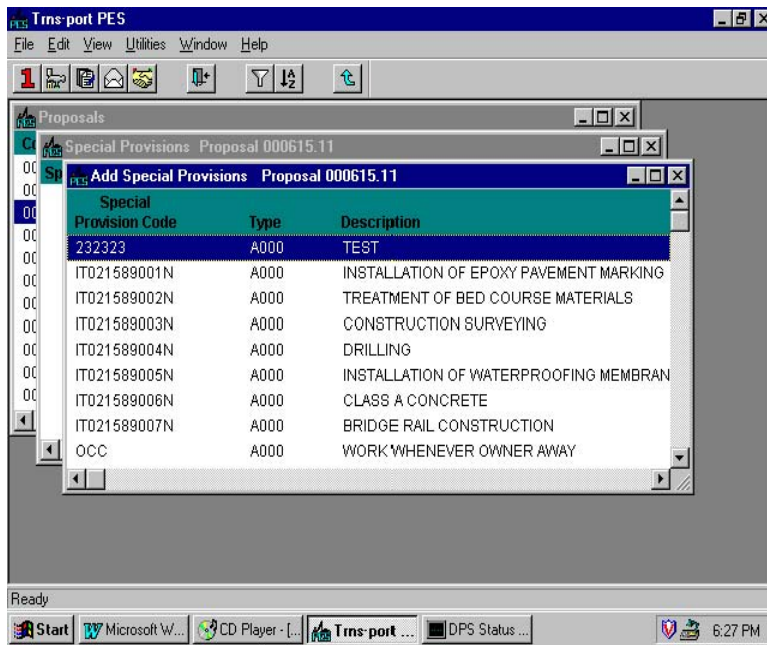 Trns·port PES
File Edit View Utilities Window Help
Proposals
Special Provisions Proposal 000615.11
Add Special Provisions Proposal 000615.11
Special
Provision Code Type Description
232323 A000 TEST
IT021589001N A000 INSTALLATION OF EPOXY PAVEMENT MARKING
IT021589002N A000 TREATMENT OF BED COURSE MATERIALS
IT021589003N A000 CONSTRUCTION SURVEYING
IT021589004N A000 DRILLING
IT021589005N A000 INSTALLATION OF WATERPROOFING MEMBRAN
IT021589006N A000 CLASS A CONCRETE
IT021589007N A000 BRIDGE RAIL CONSTRUCTION
OCC A000 WORK WHENEVER OWNER AWAY
Ready
Start Microsoft W... CD Player - [... Trns·port ... DPS Status ... 6:27 PM